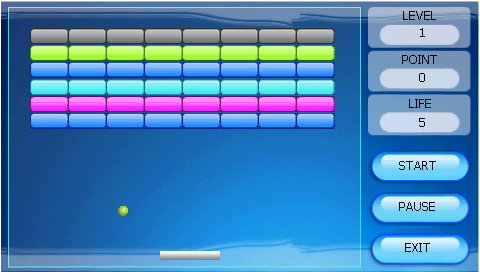 LEVEL
1
POINT
0
LIFE
5
START
PAUSE
EXIT